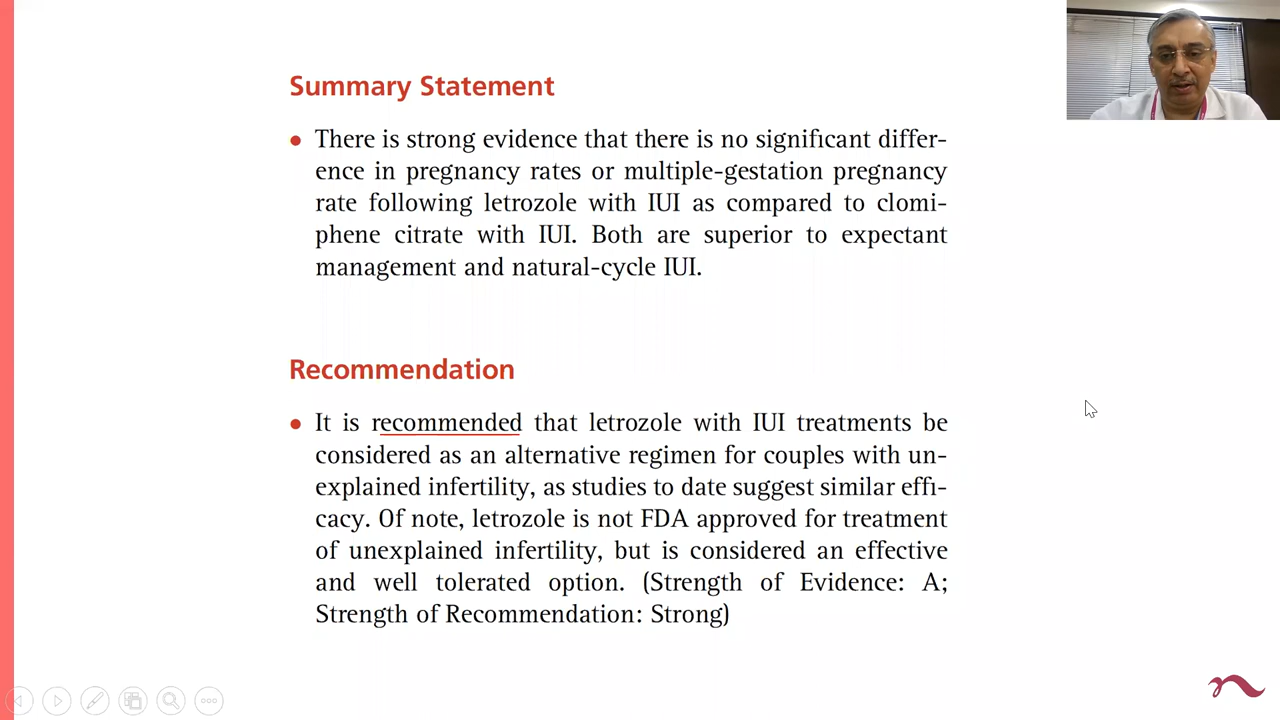 Summary Statement
There is strong evidence that there is no significant differ-
ence in pregnancy rates or multiple-gestation pregnancy
rate following letrozole with IUI as compared to clomi-
phene citrate with IUI. Both are superior to expectant
management and natural-cycle IUI.
Recommendation
It is recommended that letrozole with IUI treatments be
considered as an alternative regimen for couples with un-
explained infertility, as studies to date suggest similar effi-
cacy. Of note, letrozole is not FDA approved for treatment
of unexplained infertility, but is considered an effective
and well tolerated option. (Strength of Evidence: A;
Strength of Recommendation: Strong)